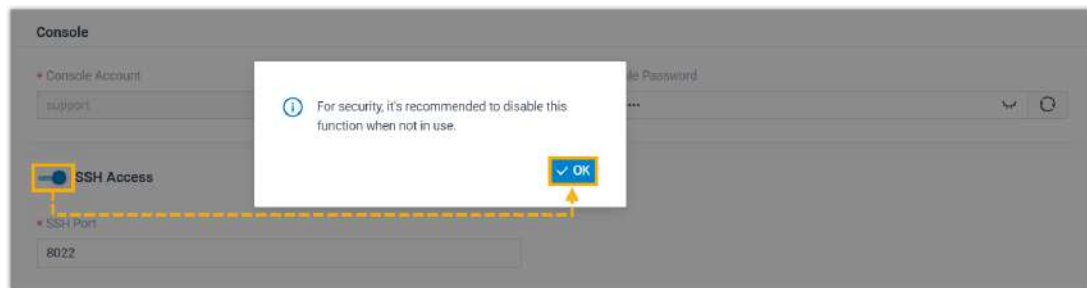 Console
* Console Account
le Password
support
•••
For security, it's recommended to disable this
function when not in use.
OK
SSH Access
* SSH Port
8022